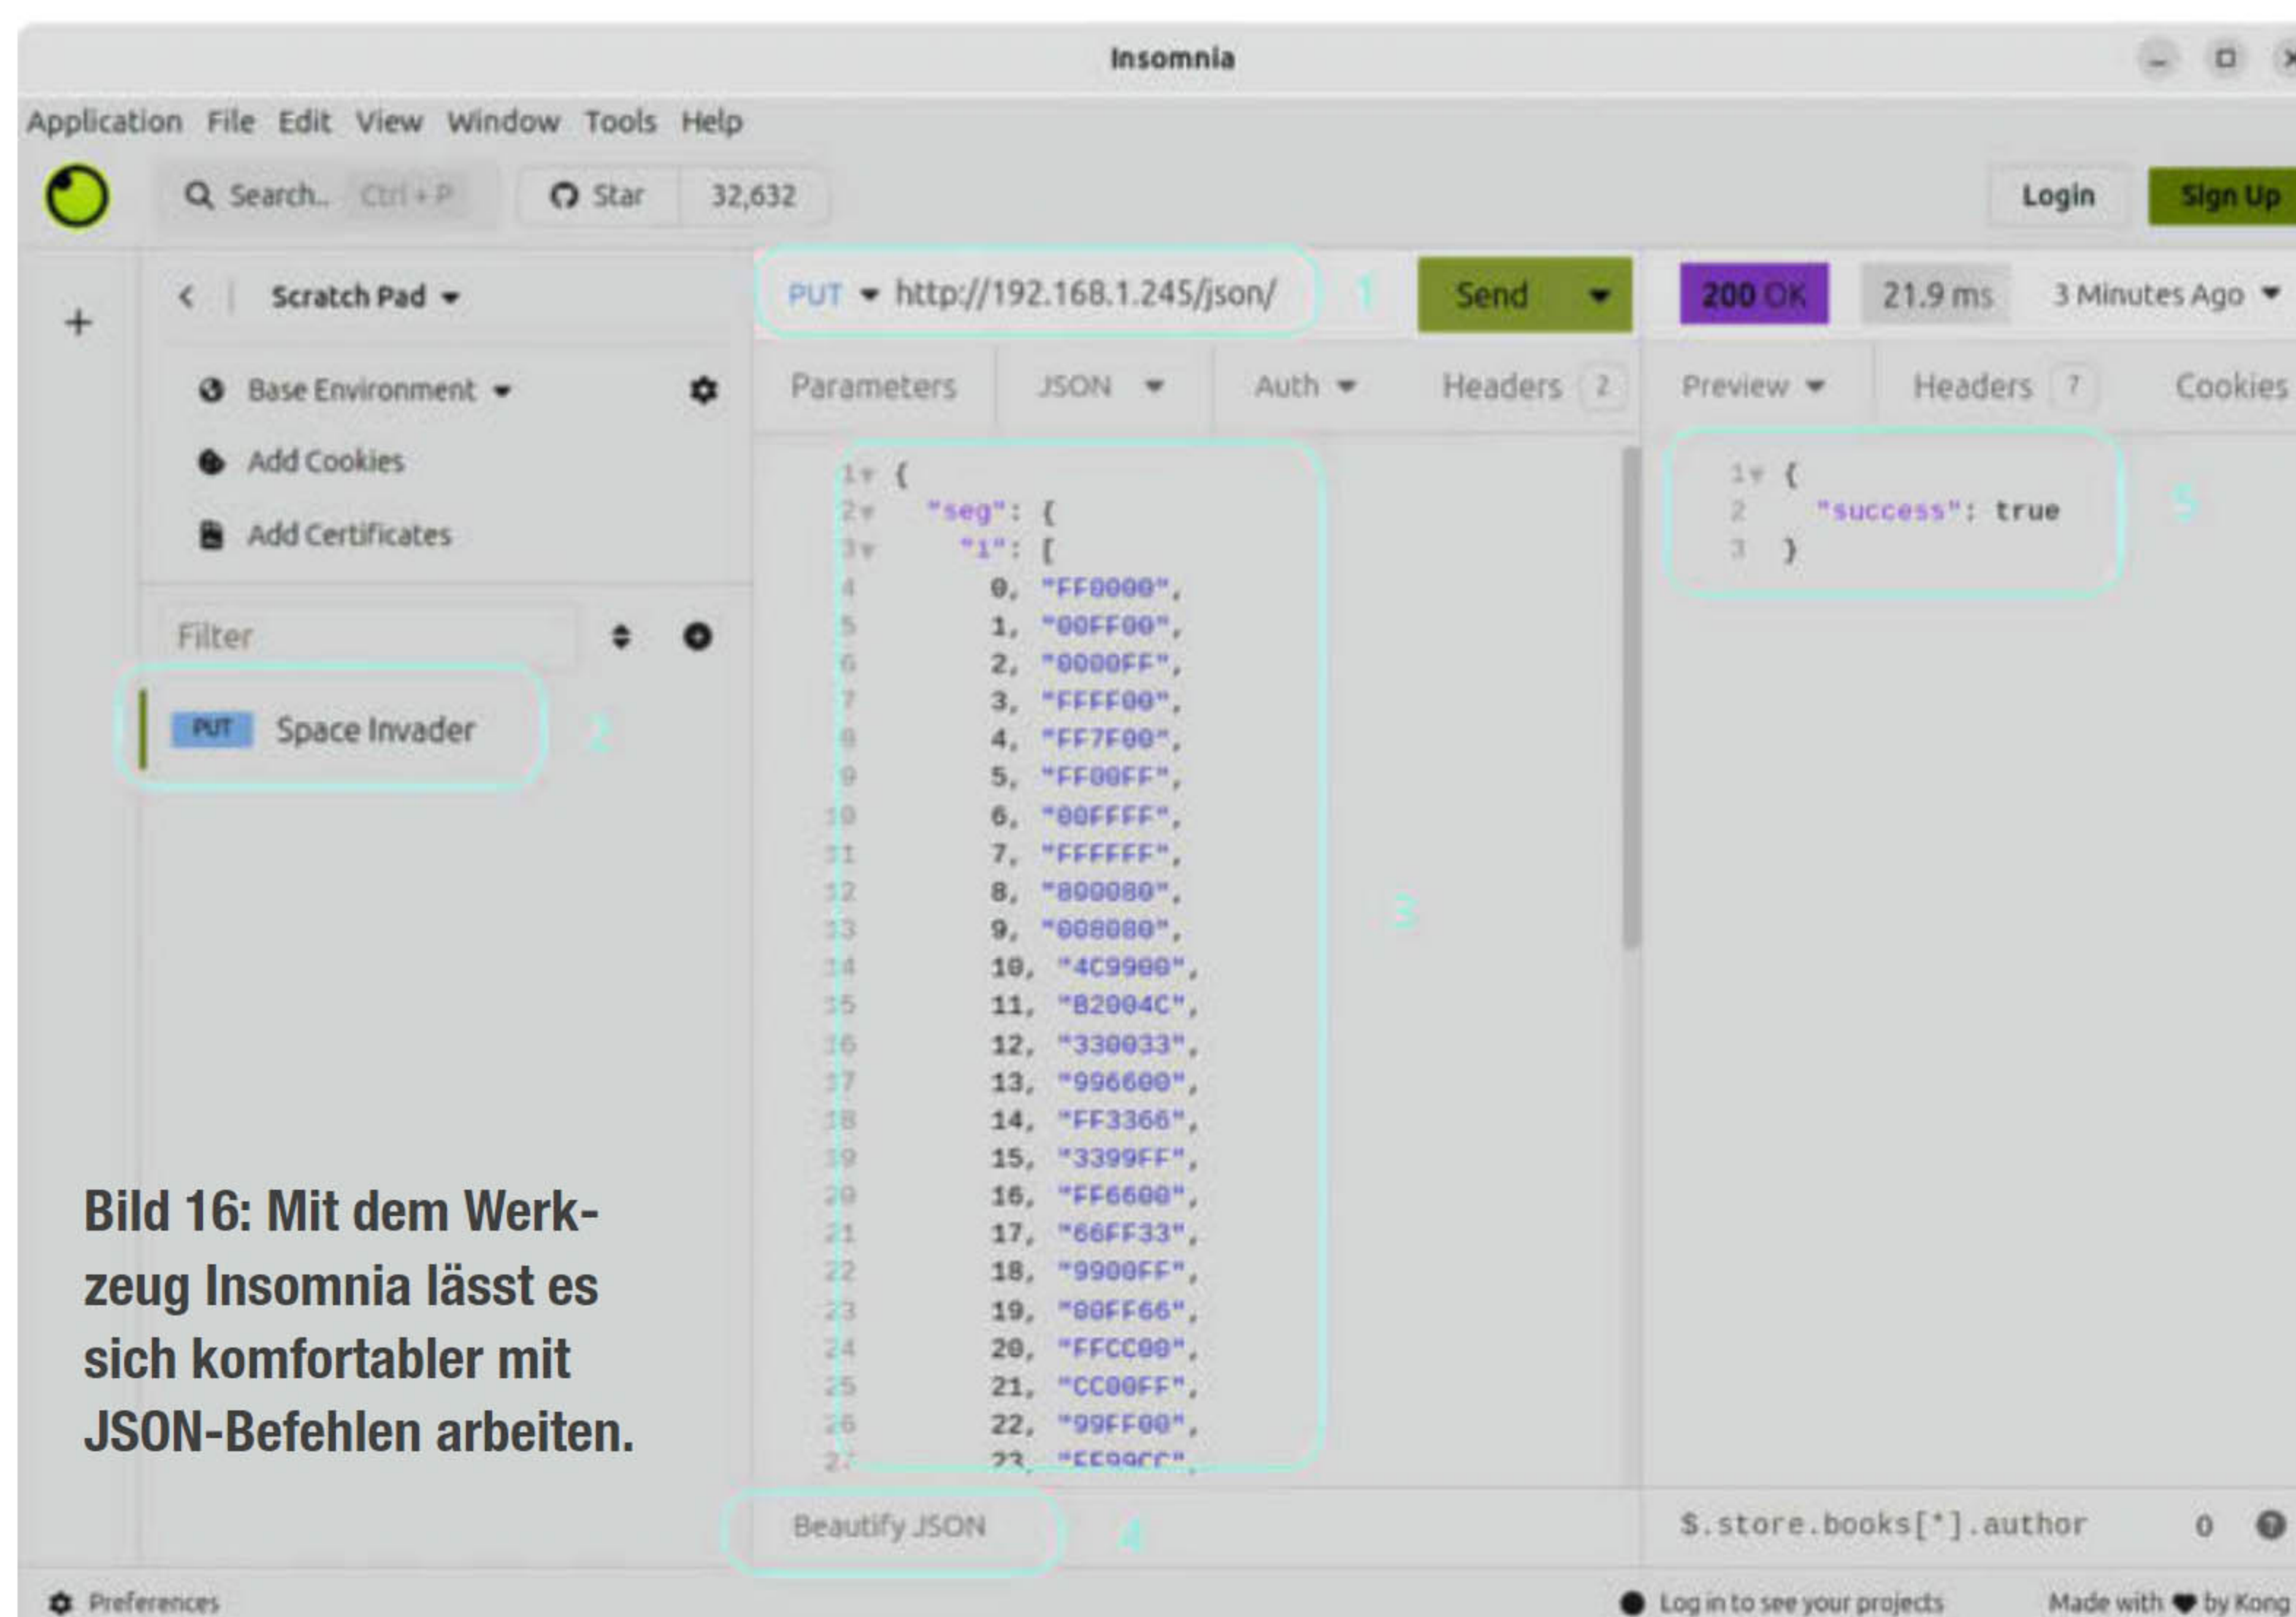 Insomnia
Application File Edit View Window Tools Help
Search.. Ctrl + P Star 32,632 Login Sign Up
Scratch Pad
Base Environment
Add Cookies
Add Certificates
Filter
PUT Space Invader 2
PUT http://192.168.1.245/json/ 1 Send
Parameters JSON Auth Headers 2
1 {
2 "seg": {
3 "i": [
4 0, "FF0000",
5 1, "00FF00",
6 2, "0000FF",
7 3, "FFFF00",
8 4, "FF7F00",
9 5, "FF00FF",
10 6, "00FFFF",
11 7, "FFFFFF",
12 8, "800080",
13 9, "008080",
14 10, "4C9900",
15 11, "B2004C",
16 12, "330033",
17 13, "996600",
18 14, "FF3366",
19 15, "3399FF",
20 16, "FF6600",
21 17, "66FF33",
22 18, "9900FF",
23 19, "00FF66",
24 20, "FFCC00",
25 21, "CC00FF",
26 22, "99FF00",
23, "FF99CC",
3
Beautify JSON 4
200 OK 21.9 ms 3 Minutes Ago
Preview Headers 7 Cookies
1 {
2 "success": true
3 }
5
$.store.books[*].author 0
Bild 16: Mit dem Werk-
zeug Insomnia lässt es
sich komfortabler mit
JSON-Befehlen arbeiten.
Preferences Log in to see your projects Made with by Kong